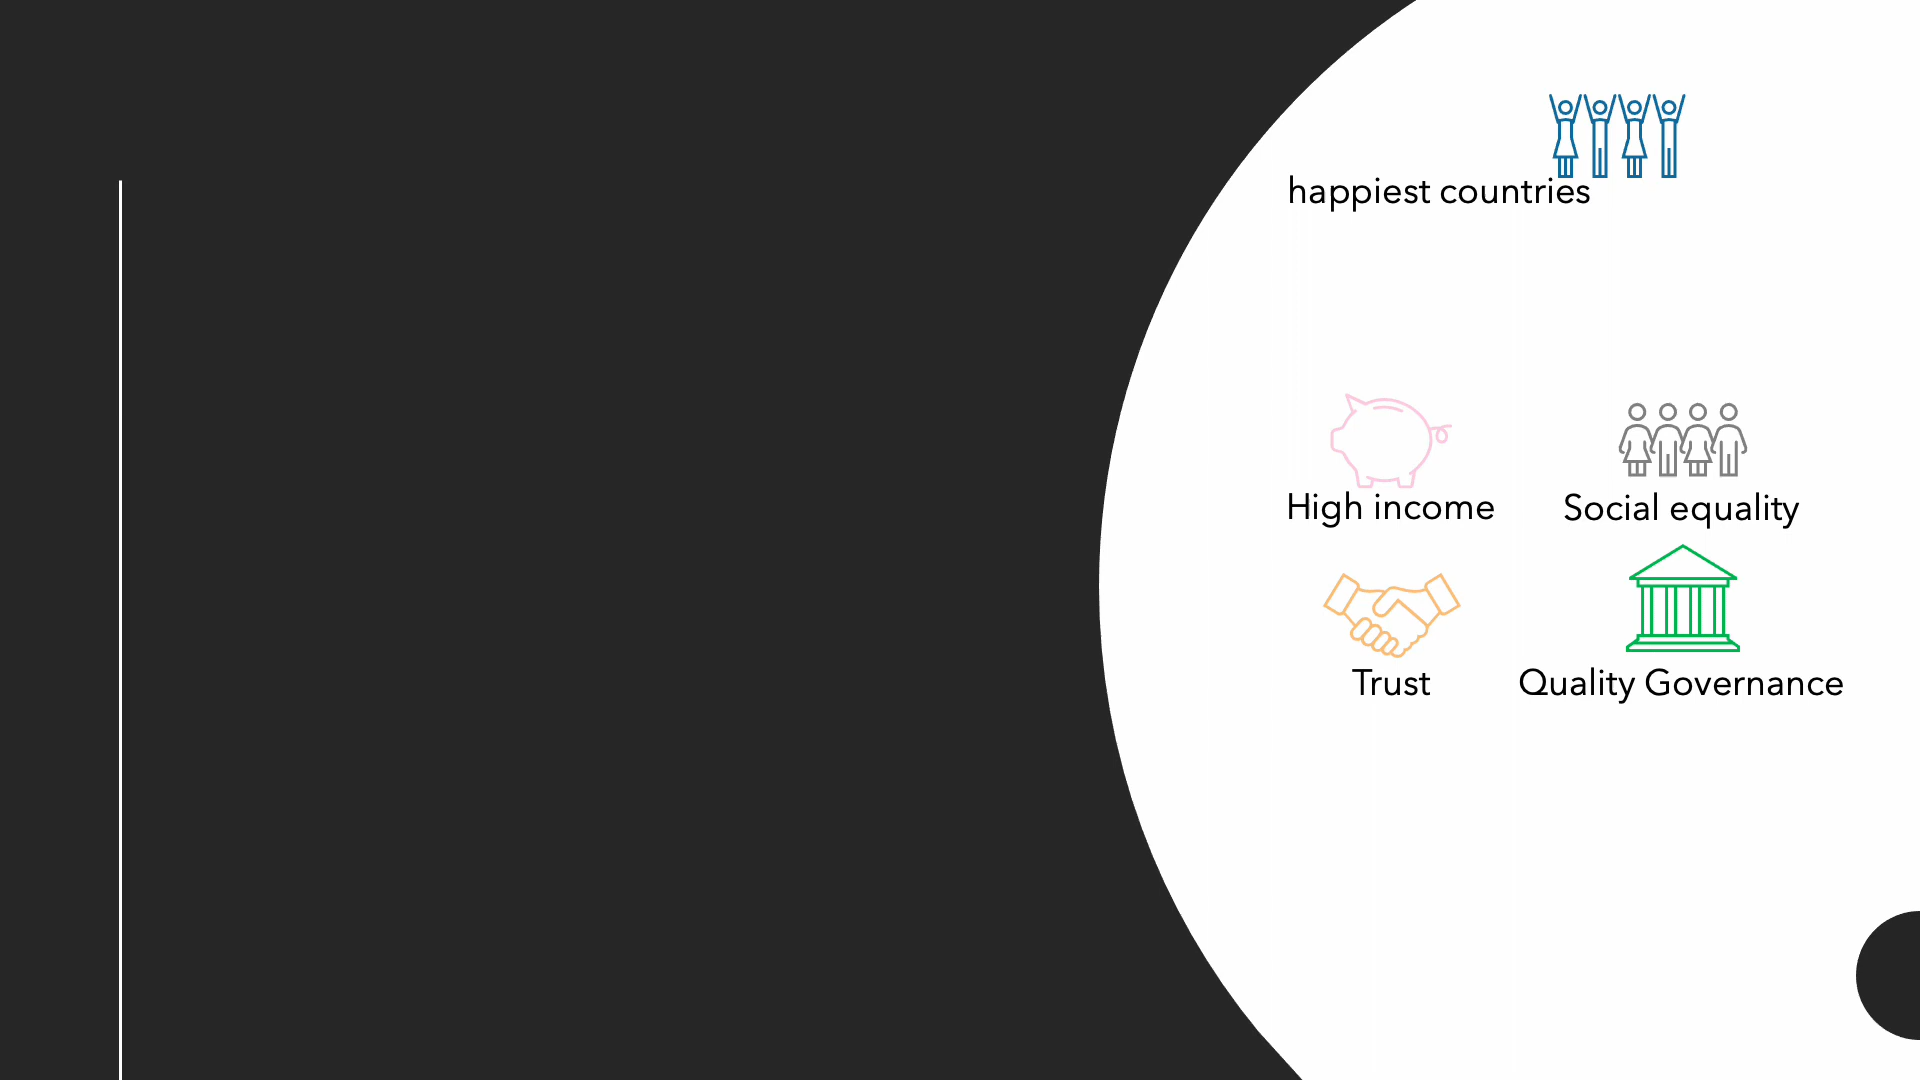 happiest countries
High income
Social equality
Trust
Quality Governance